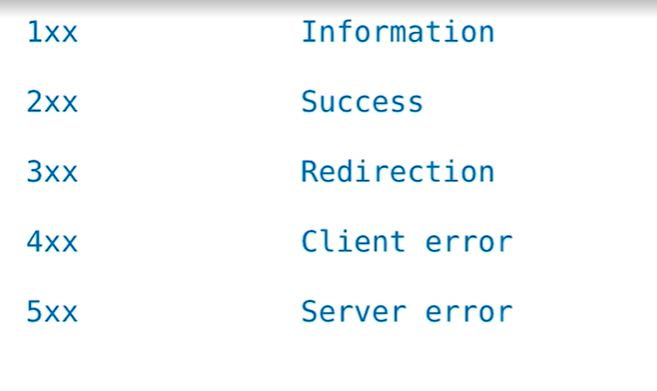 1xx Information
2xx Success
3xx Redirection
4xx Client error
5xx Server error